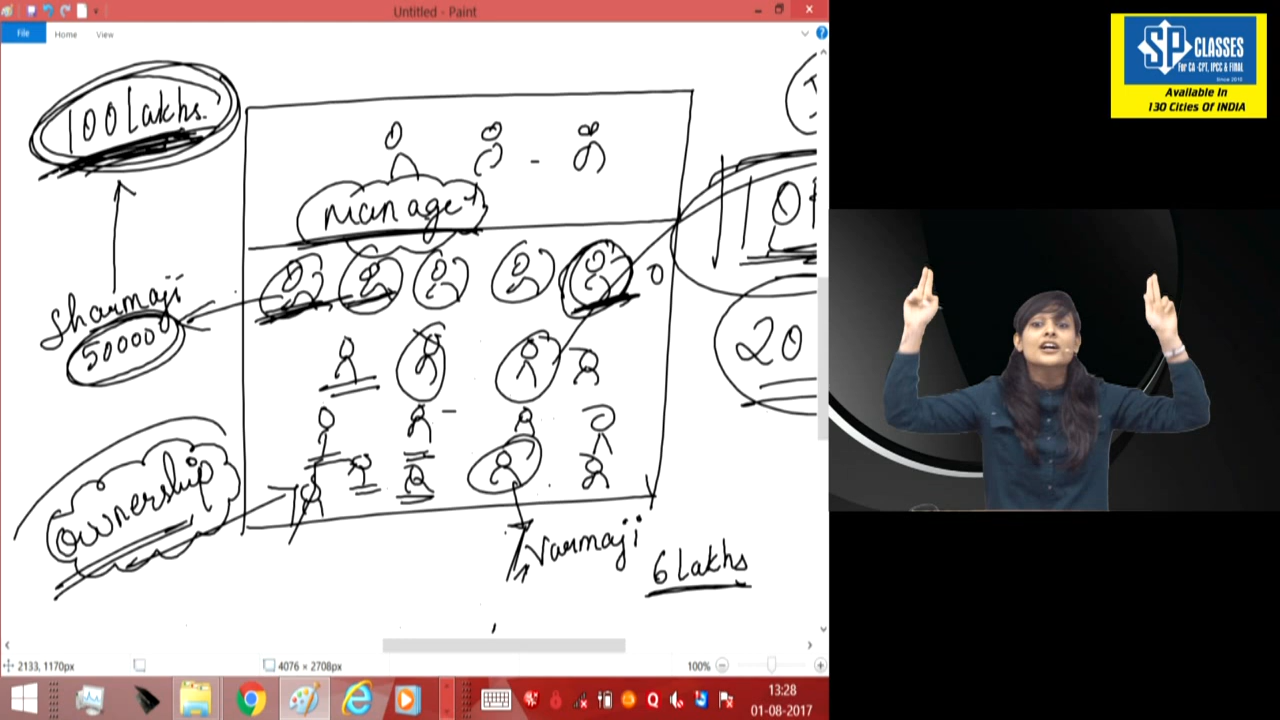 Untitled - Paint
File
Home
View
SP CLASSES
For CA -CPT, IPCC & FINAL
Since 2010
Available In
130 Cities Of INDIA
100 Lakhs.
Manage
Sharmaji
50000
20
Ownership
Varmaji
6 Lakhs
2133, 1170px
4076 × 2708px
100%
13:28
01-08-2017